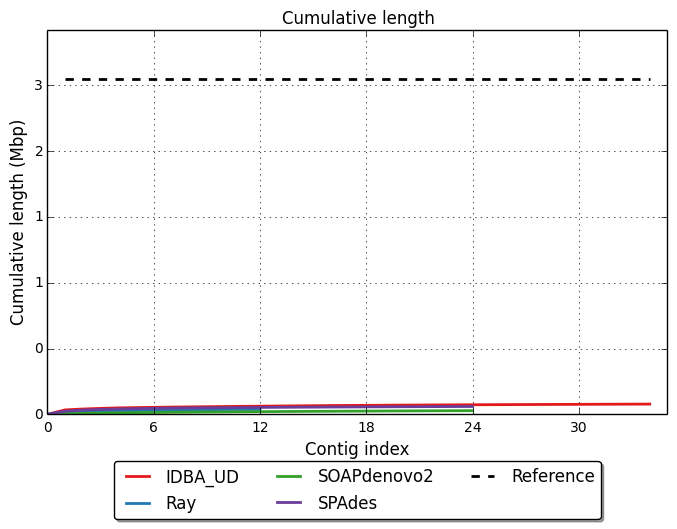 Cumulative length
3
2
1
1
0
0
Cumulative length (Mbp)
0 6 12 18 24 30
Contig index
IDBA_UD SOAPdenovo2 Reference
Ray SPAdes